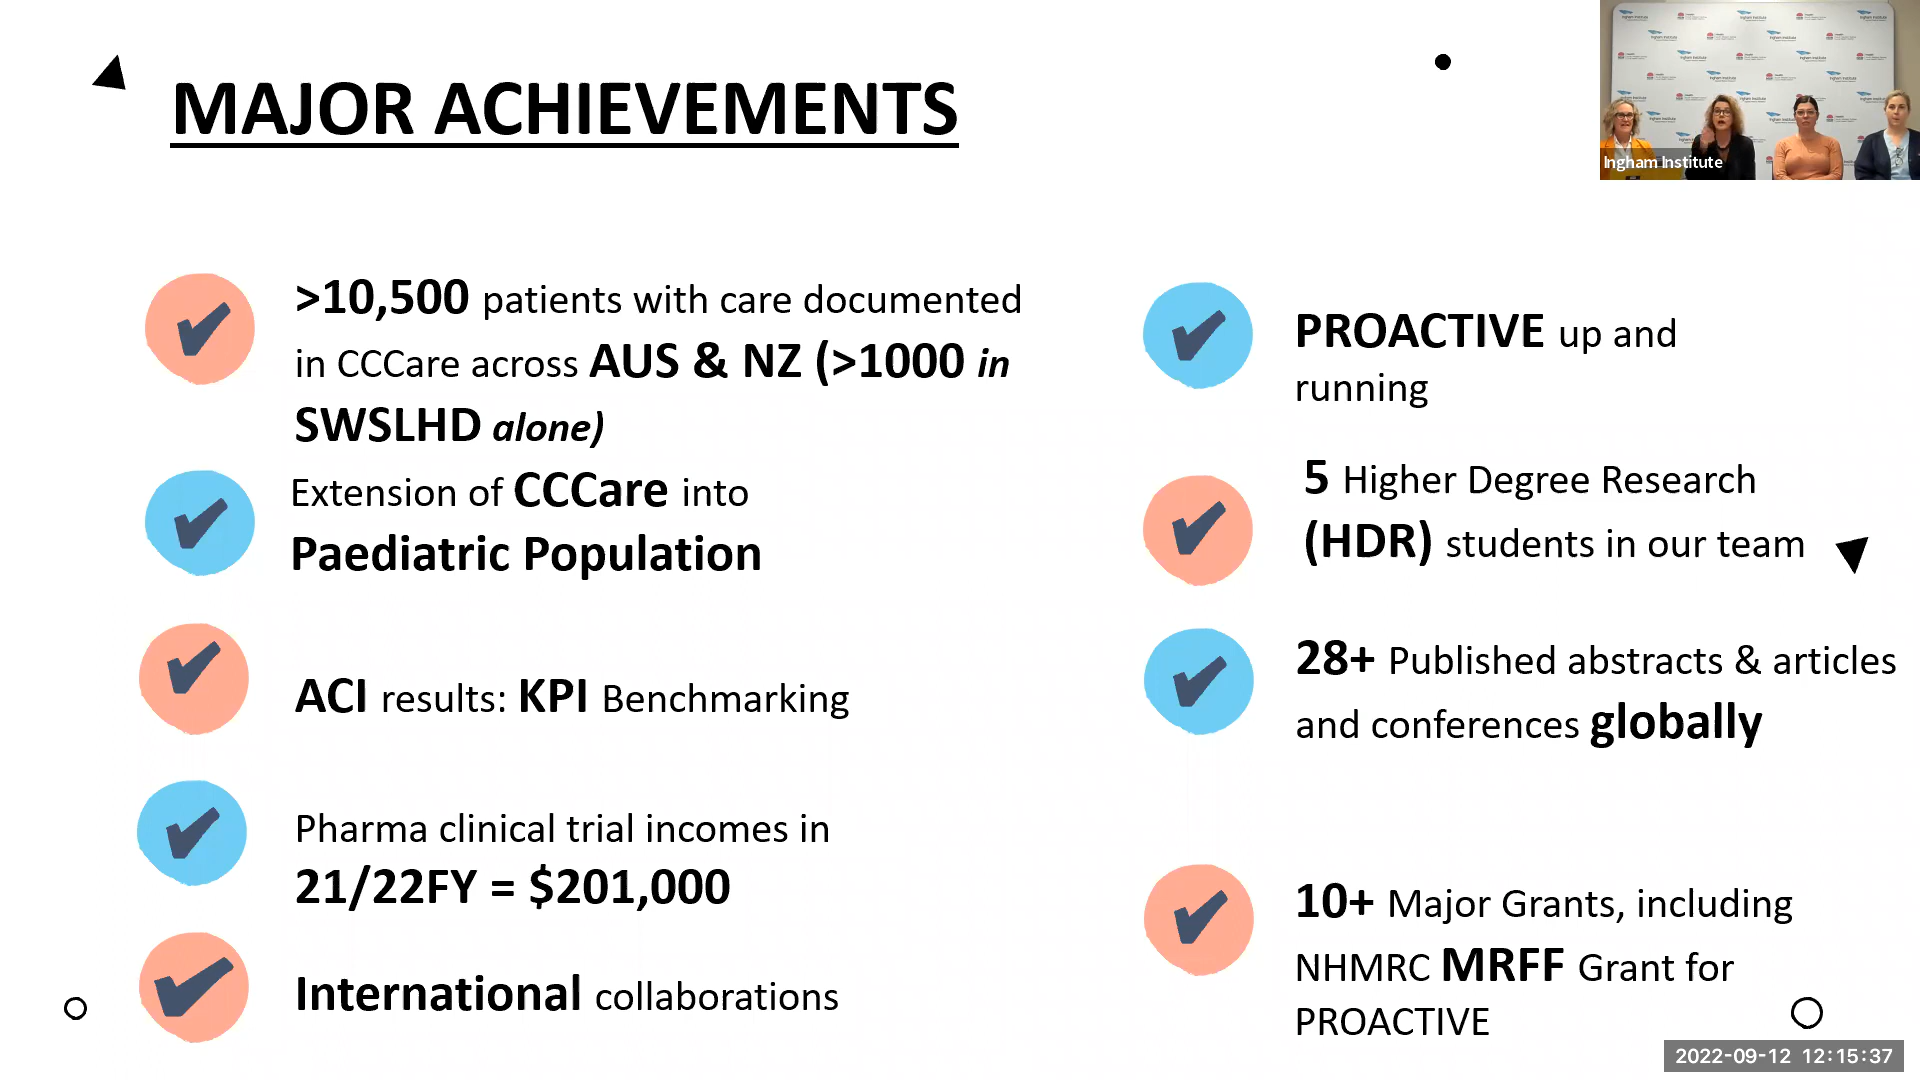 MAJOR ACHIEVEMENTS
>10,500 patients with care documented
in CCCare across AUS & NZ (>1000 in
SWSLHD alone)
Extension of CCCare into
Paediatric Population
ACI results: KPI Benchmarking
Pharma clinical trial incomes in
21/22FY = $201,000
International collaborations
PROACTIVE up and
running
5 Higher Degree Research
(HDR) students in our team
28+ Published abstracts & articles
and conferences globally
10+ Major Grants, including
NHMRC MRFF Grant for
PROACTIVE
Ingham Institute
2022-09-12 12:15:37